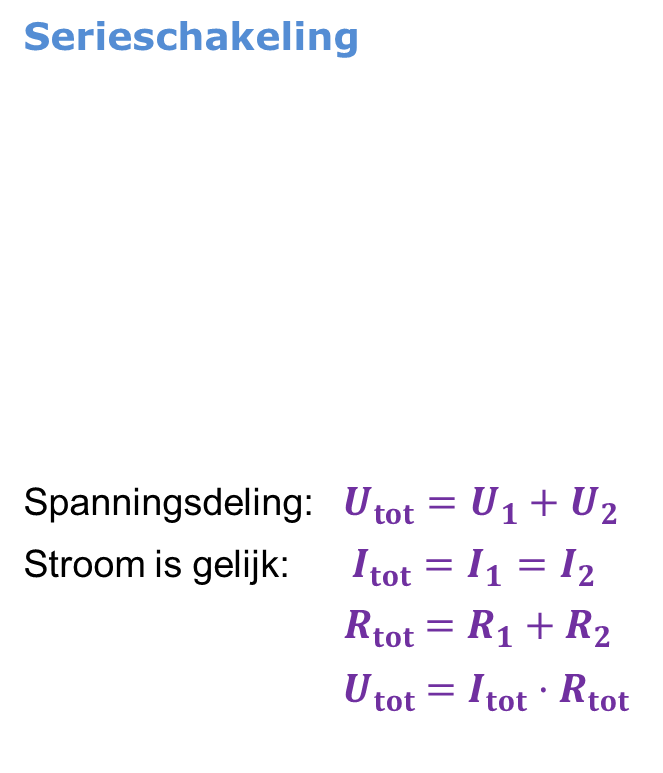 Serieschakeling
Spanningsdeling: U_tot = U_1 + U_2
Stroom is gelijk: I_tot = I_1 = I_2
R_tot = R_1 + R_2
U_tot = I_tot · R_tot